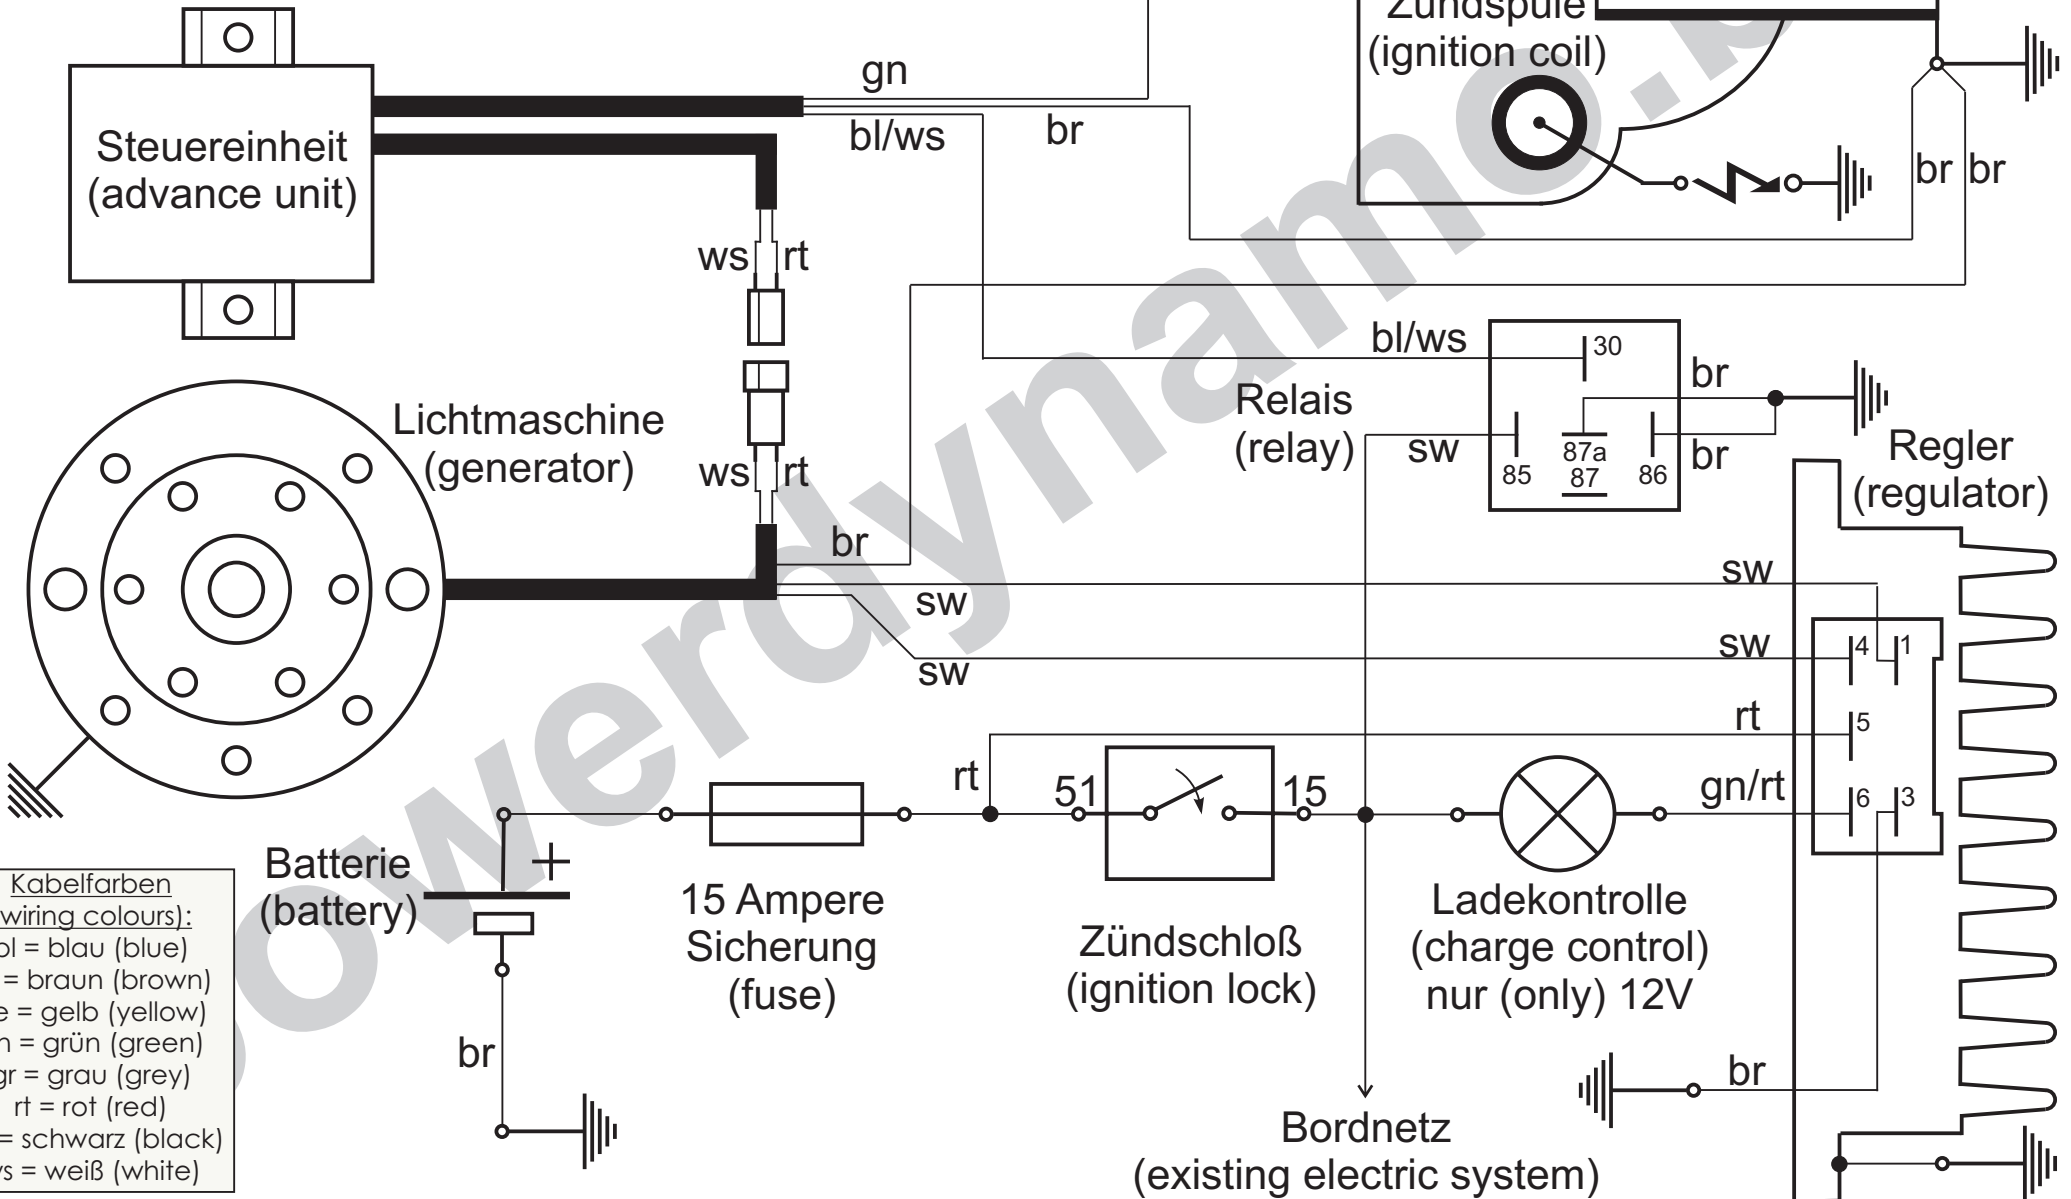 Zündspule
(ignition coil)
gn
bl/ws
br
Steuereinheit
(advance unit)
br
br
ws
rt
bl/ws
30
br
Relais
(relay)
sw
85
87a
87
86
br
Lichtmaschine
(generator)
ws
rt
Regler
(regulator)
br
sw
sw
sw
sw
4
1
rt
5
rt
51
15
gn/rt
6
3
Batterie
(battery)
15 Ampere
Sicherung
(fuse)
Zündschloß
(ignition lock)
Ladekontrolle
(charge control)
nur (only) 12V
br
br
Bordnetz
(existing electric system)
Kabelfarben
wiring colours):
bl = blau (blue)
= braun (brown)
e = gelb (yellow)
n = grün (green)
gr = grau (grey)
rt = rot (red)
= schwarz (black)
ws = weiß (white)
powerdynamo.b